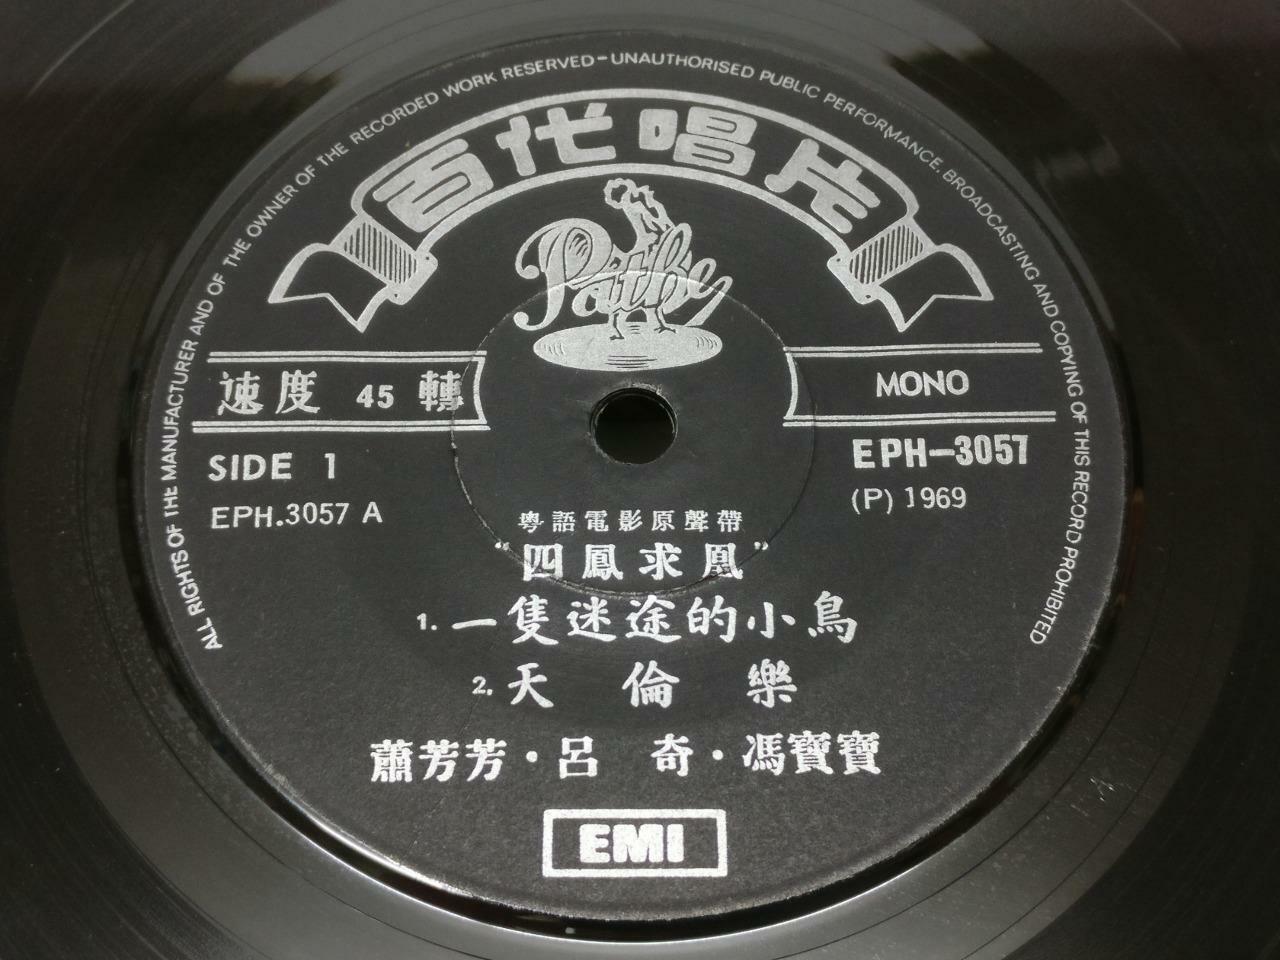 ALL RIGHTS OF THE MANUFACTURER AND OF THE OWNER OF THE RECORDED WORK RESERVED-UNAUTHORISED PUBLIC PERFORMANCE, BROADCASTING AND COPYING OF THIS RECORD PROHIBITED
百代唱片
Pathe
速度 45 轉
MONO
SIDE 1
EPH-3057
EPH.3057 A
(P) 1969
粵語電影原聲帶
"四鳳求凰"
1. 一隻迷途的小鳥
2. 天倫樂
蕭芳芳·呂奇·馮寶寶
EMI